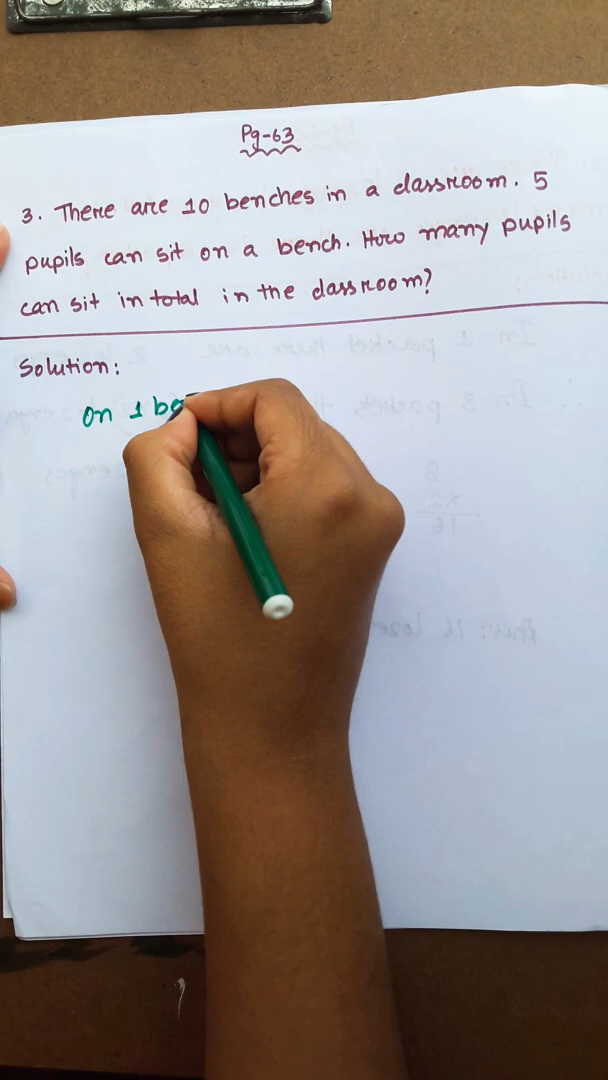 Pg-63
3. There are 10 benches in a classroom. 5
pupils can sit on a bench. How many pupils
can sit in total in the classroom?
Solution:
On 1 be